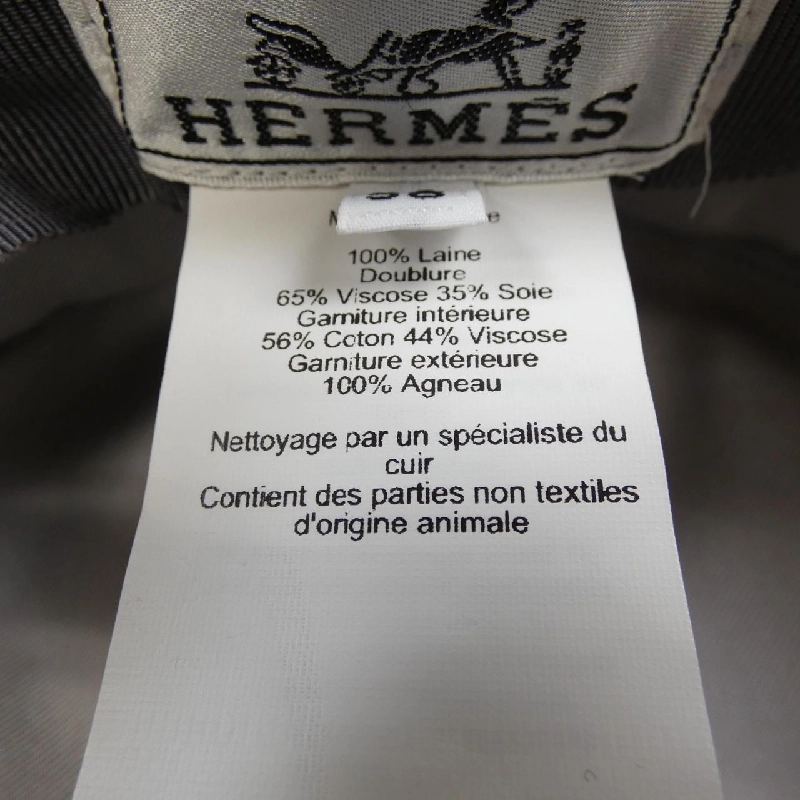 HERMÈS
100% Laine
Doublure
65% Viscose 35% Soie
Garniture intérieure
56% Coton 44% Viscose
Garniture extérieure
100% Agneau
Nettoyage par un spécialiste du
cuir
Contient des parties non textiles
d'origine animale